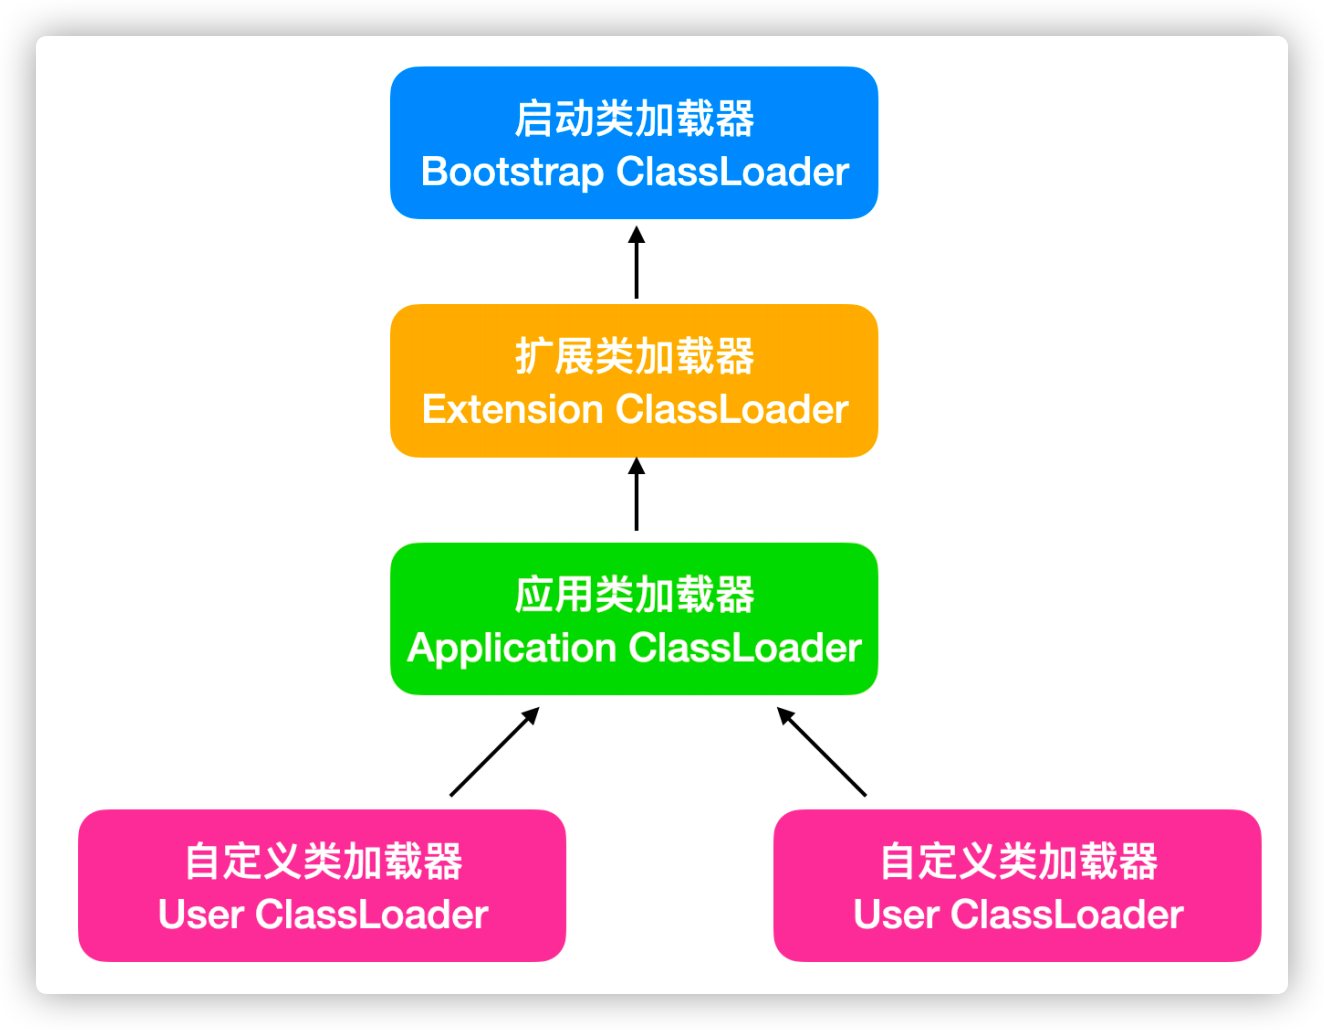 启动类加载器
Bootstrap ClassLoader
扩展类加载器
Extension ClassLoader
应用类加载器
Application ClassLoader
自定义类加载器
User ClassLoader
自定义类加载器
User ClassLoader